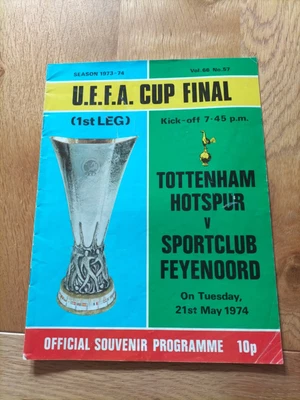 SEASON 1973-74
Vol. 66 No. 52
U.E.F.A. CUP FINAL
(1st LEG)
Kick-off 7·45 p.m.
TOTTENHAM
HOTSPUR
V
SPORTCLUB
FEYENOORD
On Tuesday,
21st May 1974
OFFICIAL SOUVENIR PROGRAMME 10p